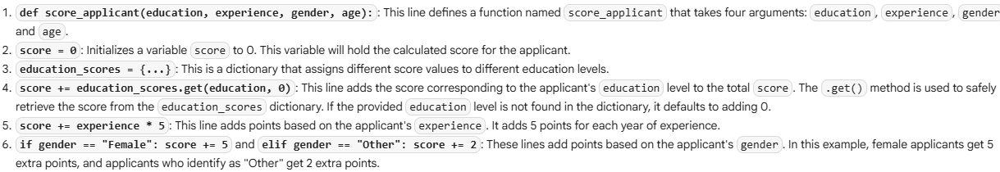 1. def score_applicant(education, experience, gender, age): : This line defines a function named score_applicant that takes four arguments: education , experience , gender
and age .
2. score = 0 : Initializes a variable score to 0. This variable will hold the calculated score for the applicant.
3. education_scores = {...} : This is a dictionary that assigns different score values to different education levels.
4. score += education_scores.get(education, 0) : This line adds the score corresponding to the applicant's education level to the total score . The .get() method is used to safely
retrieve the score from the education_scores dictionary. If the provided education level is not found in the dictionary, it defaults to adding 0.
5. score += experience * 5 : This line adds points based on the applicant's experience . It adds 5 points for each year of experience.
6. if gender == "Female": score += 5 and elif gender == "Other": score += 2 : These lines add points based on the applicant's gender . In this example, female applicants get 5
extra points, and applicants who identify as "Other" get 2 extra points.